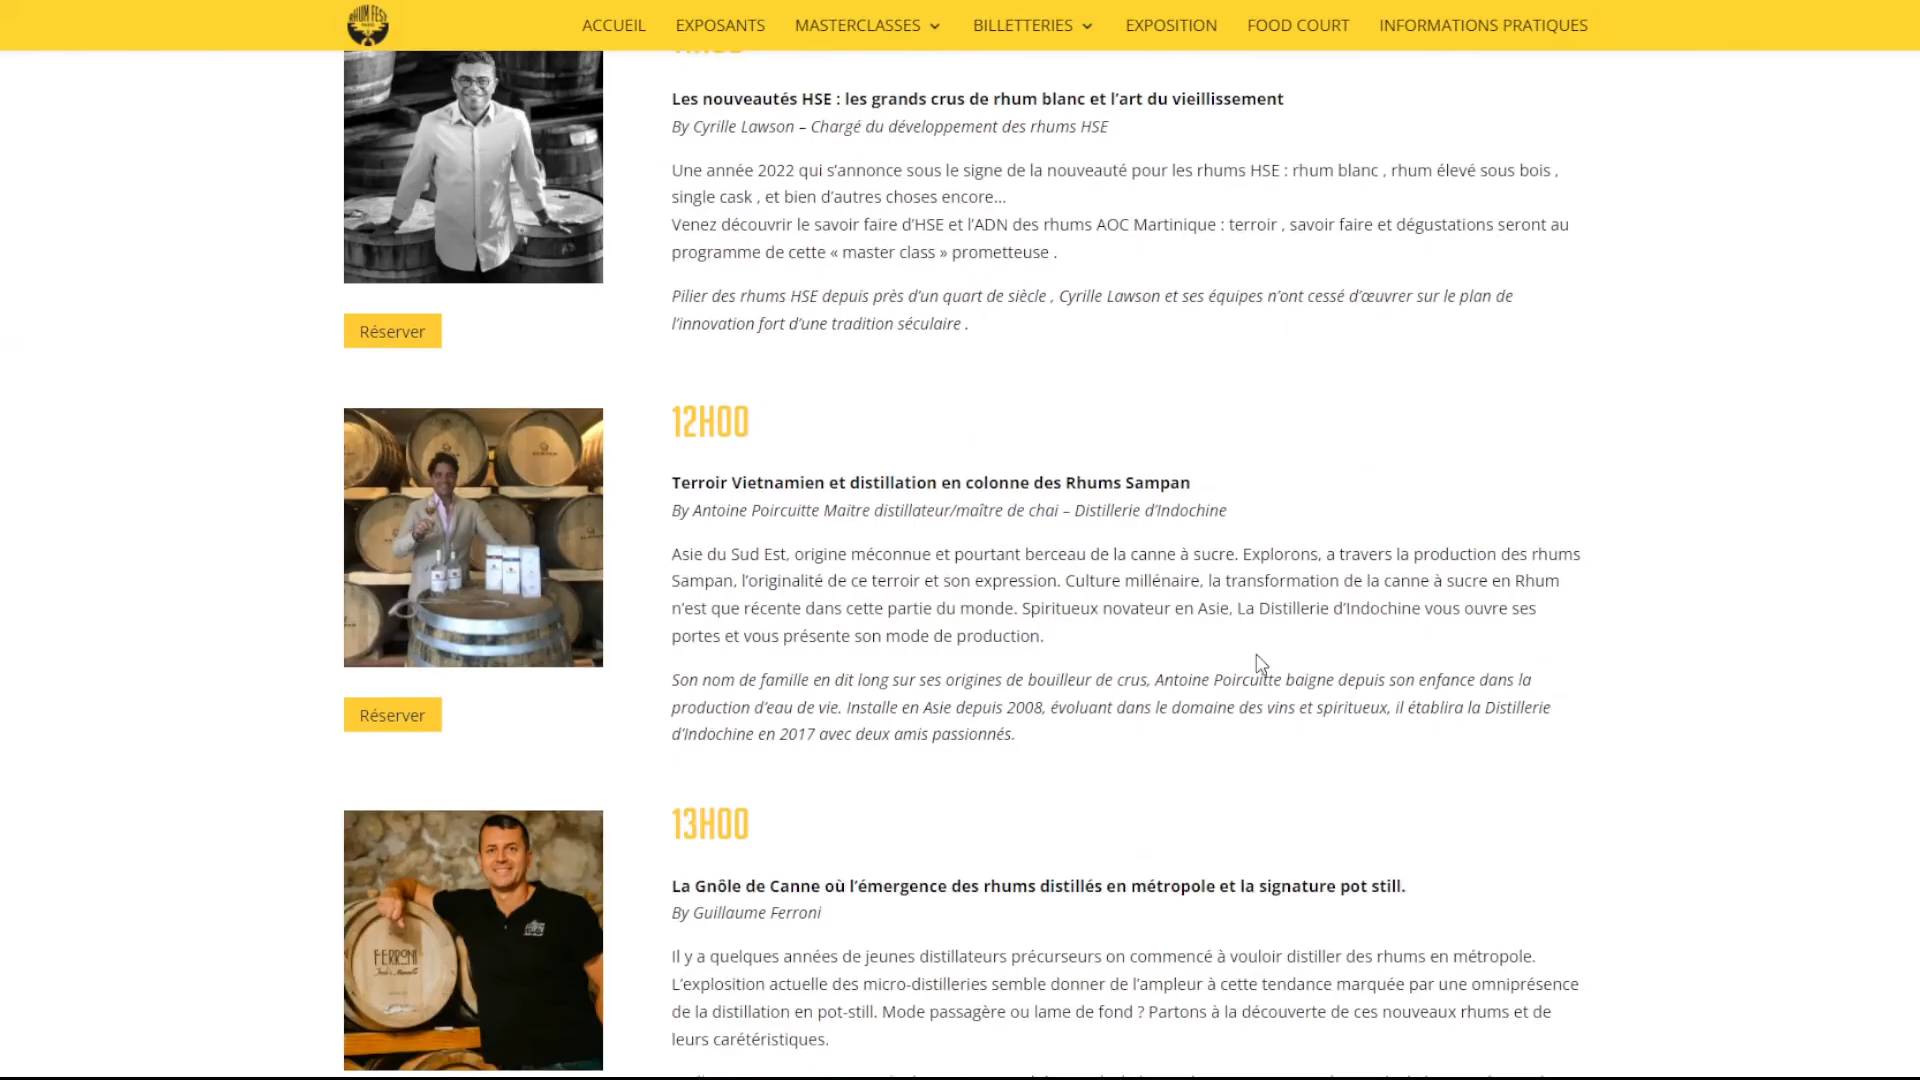 RHUM FEST
PARIS
ACCUEIL EXPOSANTS MASTERCLASSES BILLETTERIES EXPOSITION FOOD COURT INFORMATIONS PRATIQUES
Les nouveautés HSE : les grands crus de rhum blanc et l’art du vieillissement
By Cyrille Lawson – Chargé du développement des rhums HSE
Une année 2022 qui s’annonce sous le signe de la nouveauté pour les rhums HSE : rhum blanc , rhum élevé sous bois ,
single cask , et bien d’autres choses encore…
Venez découvrir le savoir faire d’HSE et l’ADN des rhums AOC Martinique : terroir , savoir faire et dégustations seront au
programme de cette « master class » prometteuse .
Pilier des rhums HSE depuis près d’un quart de siècle , Cyrille Lawson et ses équipes n’ont cessé d’œuvrer sur le plan de
l’innovation fort d’une tradition séculaire .
Réserver
12H00
Terroir Vietnamien et distillation en colonne des Rhums Sampan
By Antoine Poircuitte Maitre distillateur/maître de chai – Distillerie d’Indochine
Asie du Sud Est, origine méconnue et pourtant berceau de la canne à sucre. Explorons, a travers la production des rhums
Sampan, l’originalité de ce terroir et son expression. Culture millénaire, la transformation de la canne à sucre en Rhum
n’est que récente dans cette partie du monde. Spiritueux novateur en Asie, La Distillerie d’Indochine vous ouvre ses
portes et vous présente son mode de production.
Son nom de famille en dit long sur ses origines de bouilleur de crus, Antoine Poircuitte baigne depuis son enfance dans la
production d’eau de vie. Installe en Asie depuis 2008, évoluant dans le domaine des vins et spiritueux, il établira la Distillerie
d’Indochine en 2017 avec deux amis passionnés.
Réserver
13H00
La Gnôle de Canne où l’émergence des rhums distillés en métropole et la signature pot still.
By Guillaume Ferroni
Il y a quelques années de jeunes distillateurs précurseurs on commencé à vouloir distiller des rhums en métropole.
L’explosion actuelle des micro-distilleries semble donner de l’ampleur à cette tendance marquée par une omniprésence
de la distillation en pot-still. Mode passagère ou lame de fond ? Partons à la découverte de ces nouveaux rhums et de
leurs carétéristiques.
FERRONI